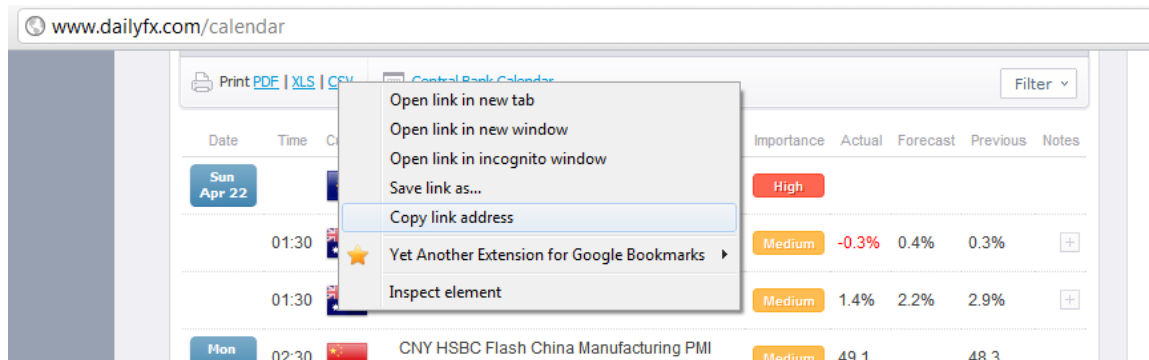 www.dailyfx.com/calendar
Print PDF | XLS | CSV Central Bank Calendar Filter
Open link in new tab
Open link in new window
Open link in incognito window
Save link as...
Copy link address
Yet Another Extension for Google Bookmarks
Inspect element
Date Time Importance Actual Forecast Previous Notes
Sun
Apr 22 High
01:30 Medium -0.3% 0.4% 0.3%
01:30 Medium 1.4% 2.2% 2.9%
Mon 02:30 CNY HSBC Flash China Manufacturing PMI Medium 49.1 48.3